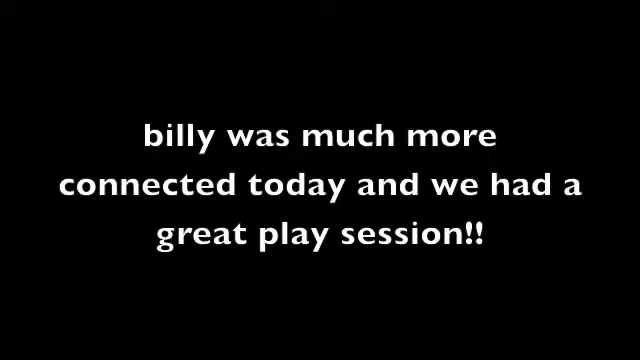 billy was much more
connected today and we had a
great play session!!